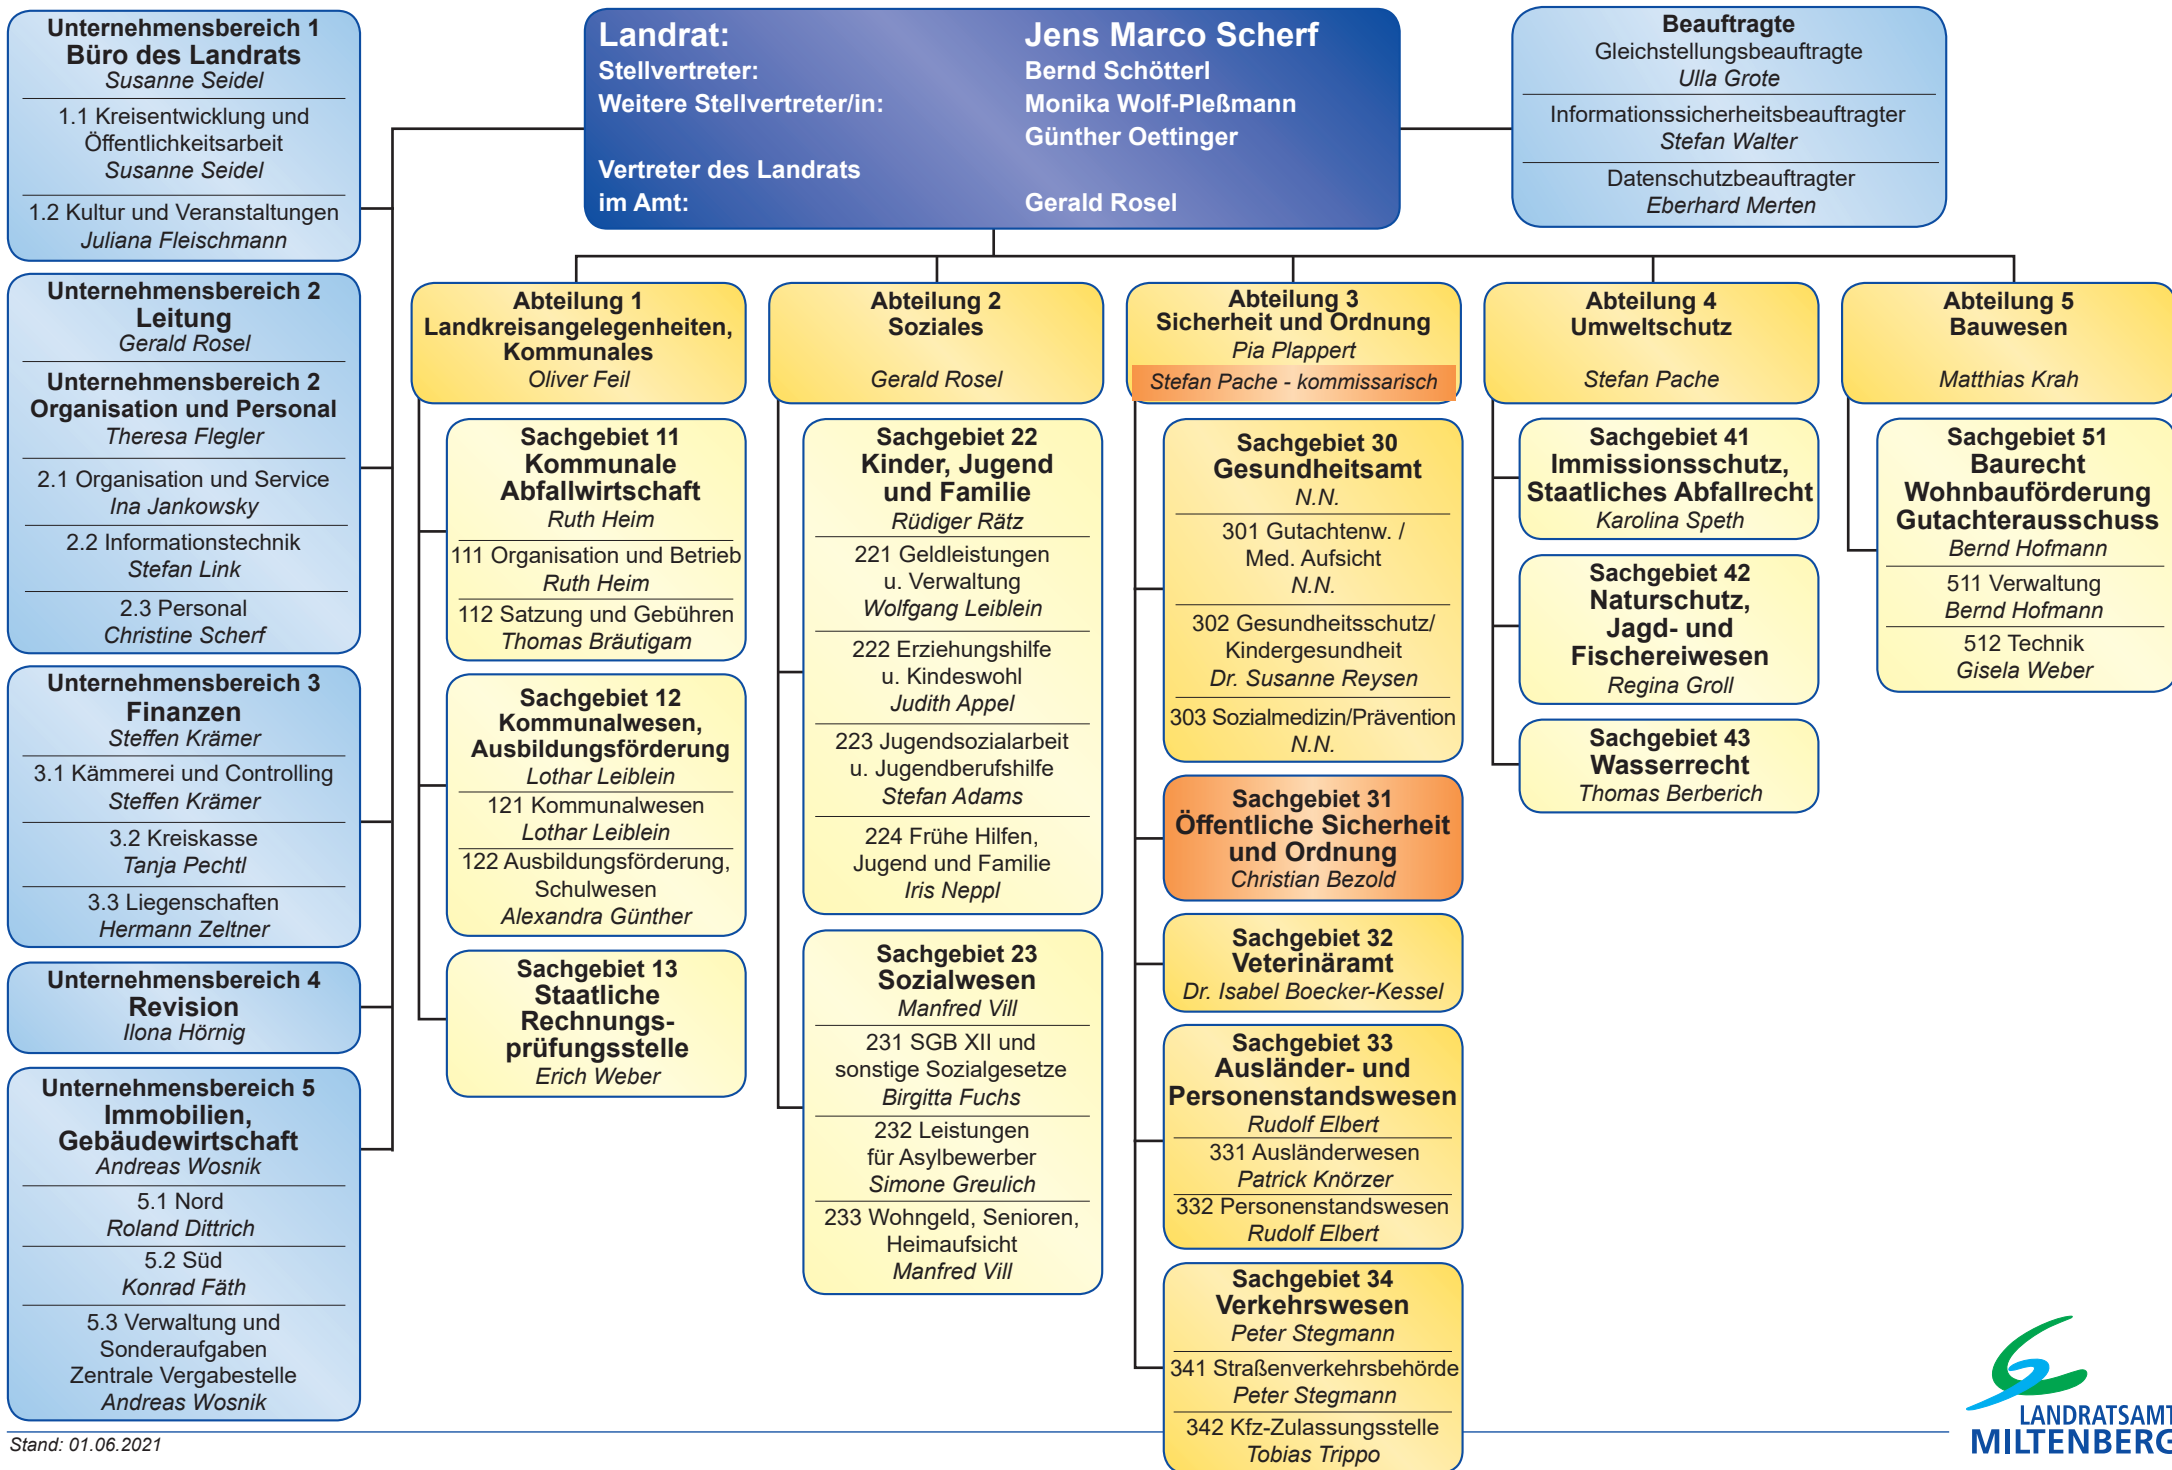 Unternehmensbereich 1
Büro des Landrats
Susanne Seidel
1.1 Kreisentwicklung und
Öffentlichkeitsarbeit
Susanne Seidel
1.2 Kultur und Veranstaltungen
Juliana Fleischmann
Landrat: Jens Marco Scherf
Stellvertreter: Bernd Schötterl
Weitere Stellvertreter/in: Monika Wolf-Pleßmann
Günther Oettinger
Vertreter des Landrats
im Amt: Gerald Rosel
Beauftragte
Gleichstellungsbeauftragte
Ulla Grote
Informationssicherheitsbeauftragter
Stefan Walter
Datenschutzbeauftragter
Eberhard Merten
Unternehmensbereich 2
Leitung
Gerald Rosel
Unternehmensbereich 2
Organisation und Personal
Theresa Flegler
2.1 Organisation und Service
Ina Jankowsky
2.2 Informationstechnik
Stefan Link
2.3 Personal
Christine Scherf
Unternehmensbereich 3
Finanzen
Steffen Krämer
3.1 Kämmerei und Controlling
Steffen Krämer
3.2 Kreiskasse
Tanja Pechtl
3.3 Liegenschaften
Hermann Zeltner
Unternehmensbereich 4
Revision
Ilona Hörnig
Unternehmensbereich 5
Immobilien,
Gebäudewirtschaft
Andreas Wosnik
5.1 Nord
Roland Dittrich
5.2 Süd
Konrad Fäth
5.3 Verwaltung und
Sonderaufgaben
Zentrale Vergabestelle
Andreas Wosnik
Abteilung 1
Landkreisangelegenheiten,
Kommunales
Oliver Feil
Sachgebiet 11
Kommunale
Abfallwirtschaft
Ruth Heim
111 Organisation und Betrieb
Ruth Heim
112 Satzung und Gebühren
Thomas Bräutigam
Sachgebiet 12
Kommunalwesen,
Ausbildungsförderung
Lothar Leiblein
121 Kommunalwesen
Lothar Leiblein
122 Ausbildungsförderung,
Schulwesen
Alexandra Günther
Sachgebiet 13
Staatliche
Rechnungs-
prüfungsstelle
Erich Weber
Abteilung 2
Soziales
Gerald Rosel
Sachgebiet 22
Kinder, Jugend
und Familie
Rüdiger Rätz
221 Geldleistungen
u. Verwaltung
Wolfgang Leiblein
222 Erziehungshilfe
u. Kindeswohl
Judith Appel
223 Jugendsozialarbeit
u. Jugendberufshilfe
Stefan Adams
224 Frühe Hilfen,
Jugend und Familie
Iris Neppl
Sachgebiet 23
Sozialwesen
Manfred Vill
231 SGB XII und
sonstige Sozialgesetze
Birgitta Fuchs
232 Leistungen
für Asylbewerber
Simone Greulich
233 Wohngeld, Senioren,
Heimaufsicht
Manfred Vill
Abteilung 3
Sicherheit und Ordnung
Pia Plappert
Stefan Pache - kommissarisch
Sachgebiet 30
Gesundheitsamt
N.N.
301 Gutachtenw. /
Med. Aufsicht
N.N.
302 Gesundheitsschutz/
Kindergesundheit
Dr. Susanne Reysen
303 Sozialmedizin/Prävention
N.N.
Sachgebiet 31
Öffentliche Sicherheit
und Ordnung
Christian Bezold
Sachgebiet 32
Veterinäramt
Dr. Isabel Boecker-Kessel
Sachgebiet 33
Ausländer- und
Personenstandswesen
Rudolf Elbert
331 Ausländerwesen
Patrick Knörzer
332 Personenstandswesen
Rudolf Elbert
Sachgebiet 34
Verkehrswesen
Peter Stegmann
341 Straßenverkehrsbehörde
Peter Stegmann
342 Kfz-Zulassungsstelle
Tobias Trippo
Abteilung 4
Umweltschutz
Stefan Pache
Sachgebiet 41
Immissionsschutz,
Staatliches Abfallrecht
Karolina Speth
Sachgebiet 42
Naturschutz,
Jagd- und
Fischereiwesen
Regina Groll
Sachgebiet 43
Wasserrecht
Thomas Berberich
Abteilung 5
Bauwesen
Matthias Krah
Sachgebiet 51
Baurecht
Wohnbauförderung
Gutachterausschuss
Bernd Hofmann
511 Verwaltung
Bernd Hofmann
512 Technik
Gisela Weber
Stand: 01.06.2021
LANDRATSAMT
MILTENBERG